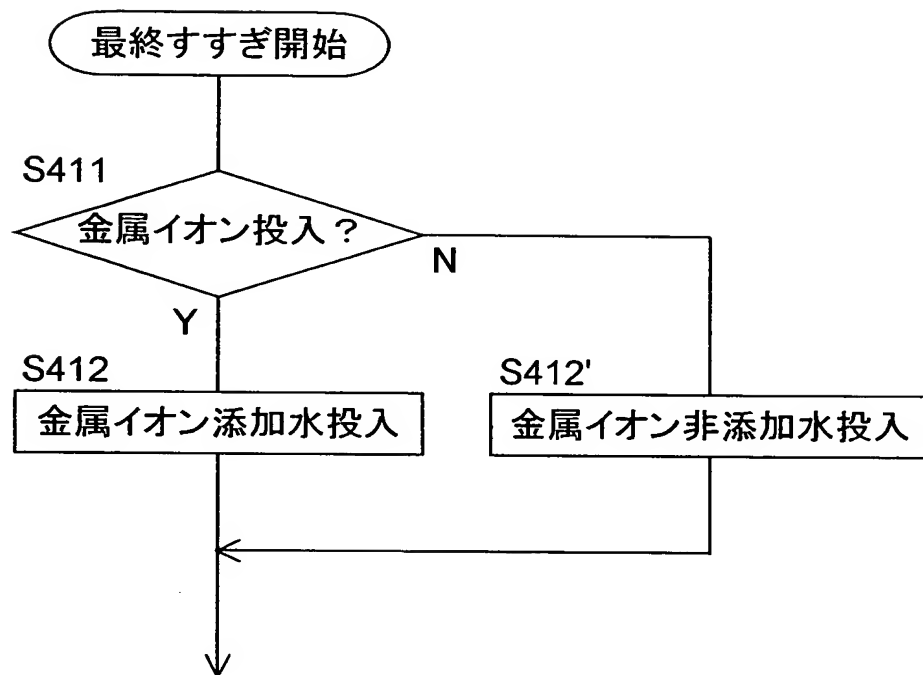 最終すすぎ開始
S411
金属イオン投入？
N
Y
S412
金属イオン添加水投入
S412'
金属イオン非添加水投入